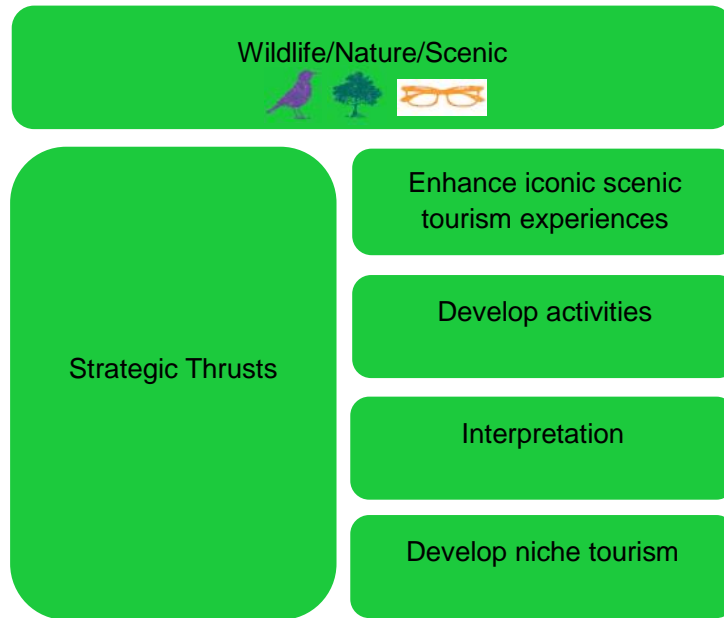 Wildlife/Nature/Scenic
Strategic Thrusts
Enhance iconic scenic
tourism experiences
Develop activities
Interpretation
Develop niche tourism